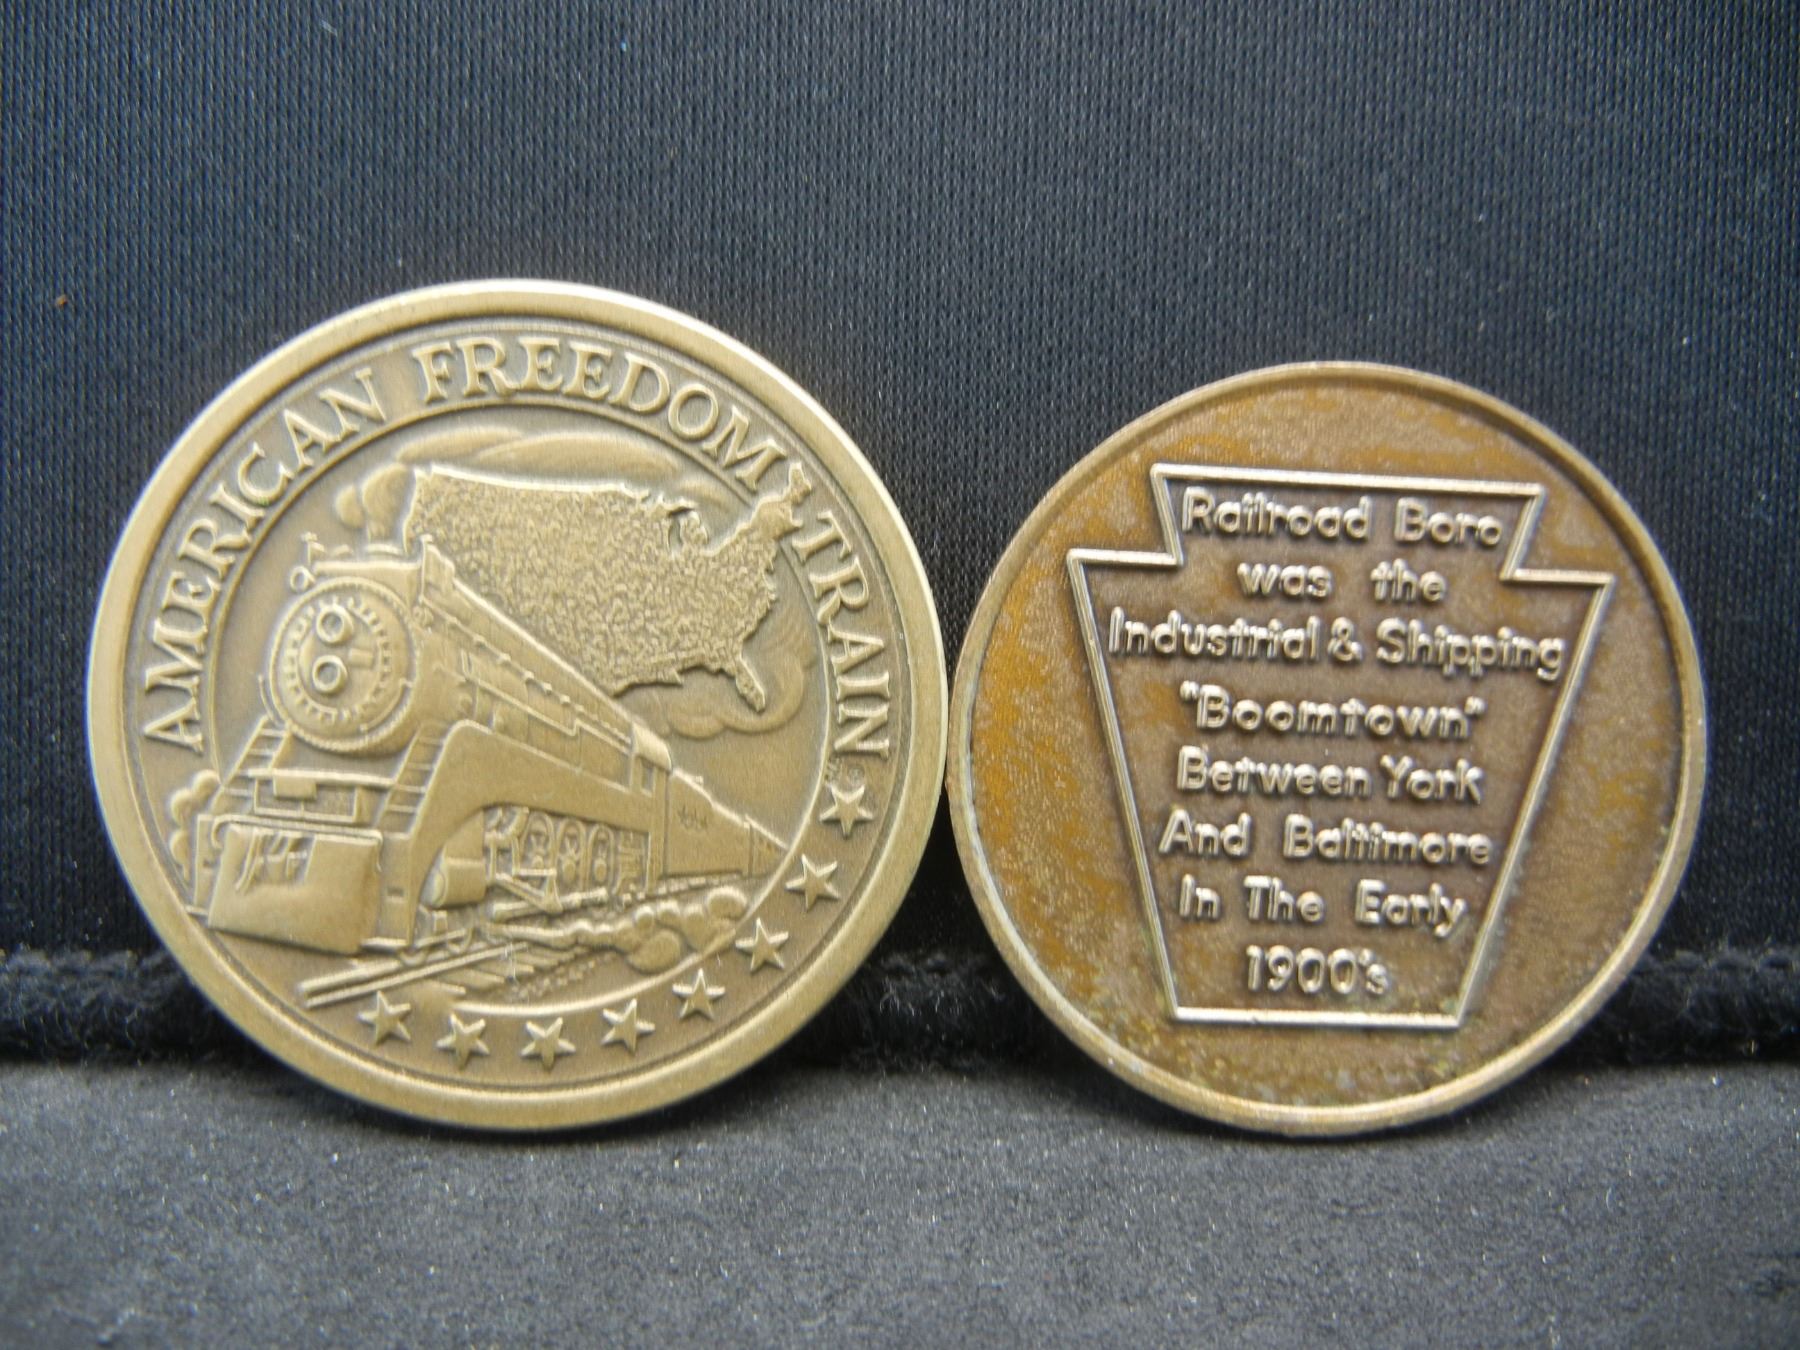 AMERICAN FREEDOM TRAIN
Railroad Boro
was the
Industrial & Shipping
"Boomtown"
Between York
And Baltimore
In The Early
1900's